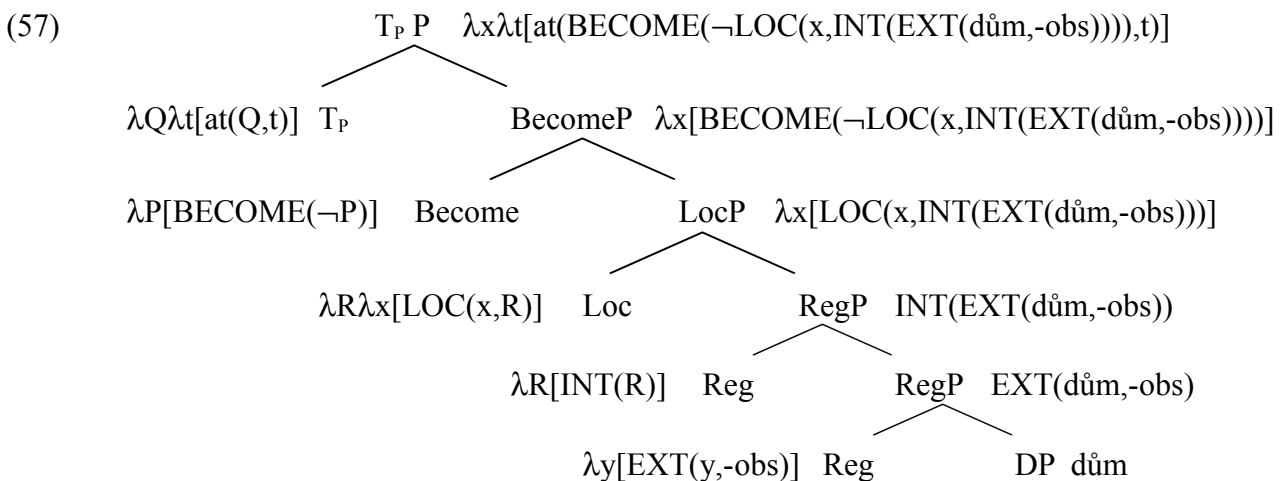 (57) T_P P λxλt[at(BECOME(¬LOC(x,INT(EXT(dům,-obs)))),t)]
λQλt[at(Q,t)] T_P BecomeP λx[BECOME(¬LOC(x,INT(EXT(dům,-obs))))]
λP[BECOME(¬P)] Become LocP λx[LOC(x,INT(EXT(dům,-obs)))]
λRλx[LOC(x,R)] Loc RegP INT(EXT(dům,-obs))
λR[INT(R)] Reg RegP EXT(dům,-obs)
λy[EXT(y,-obs)] Reg DP dům